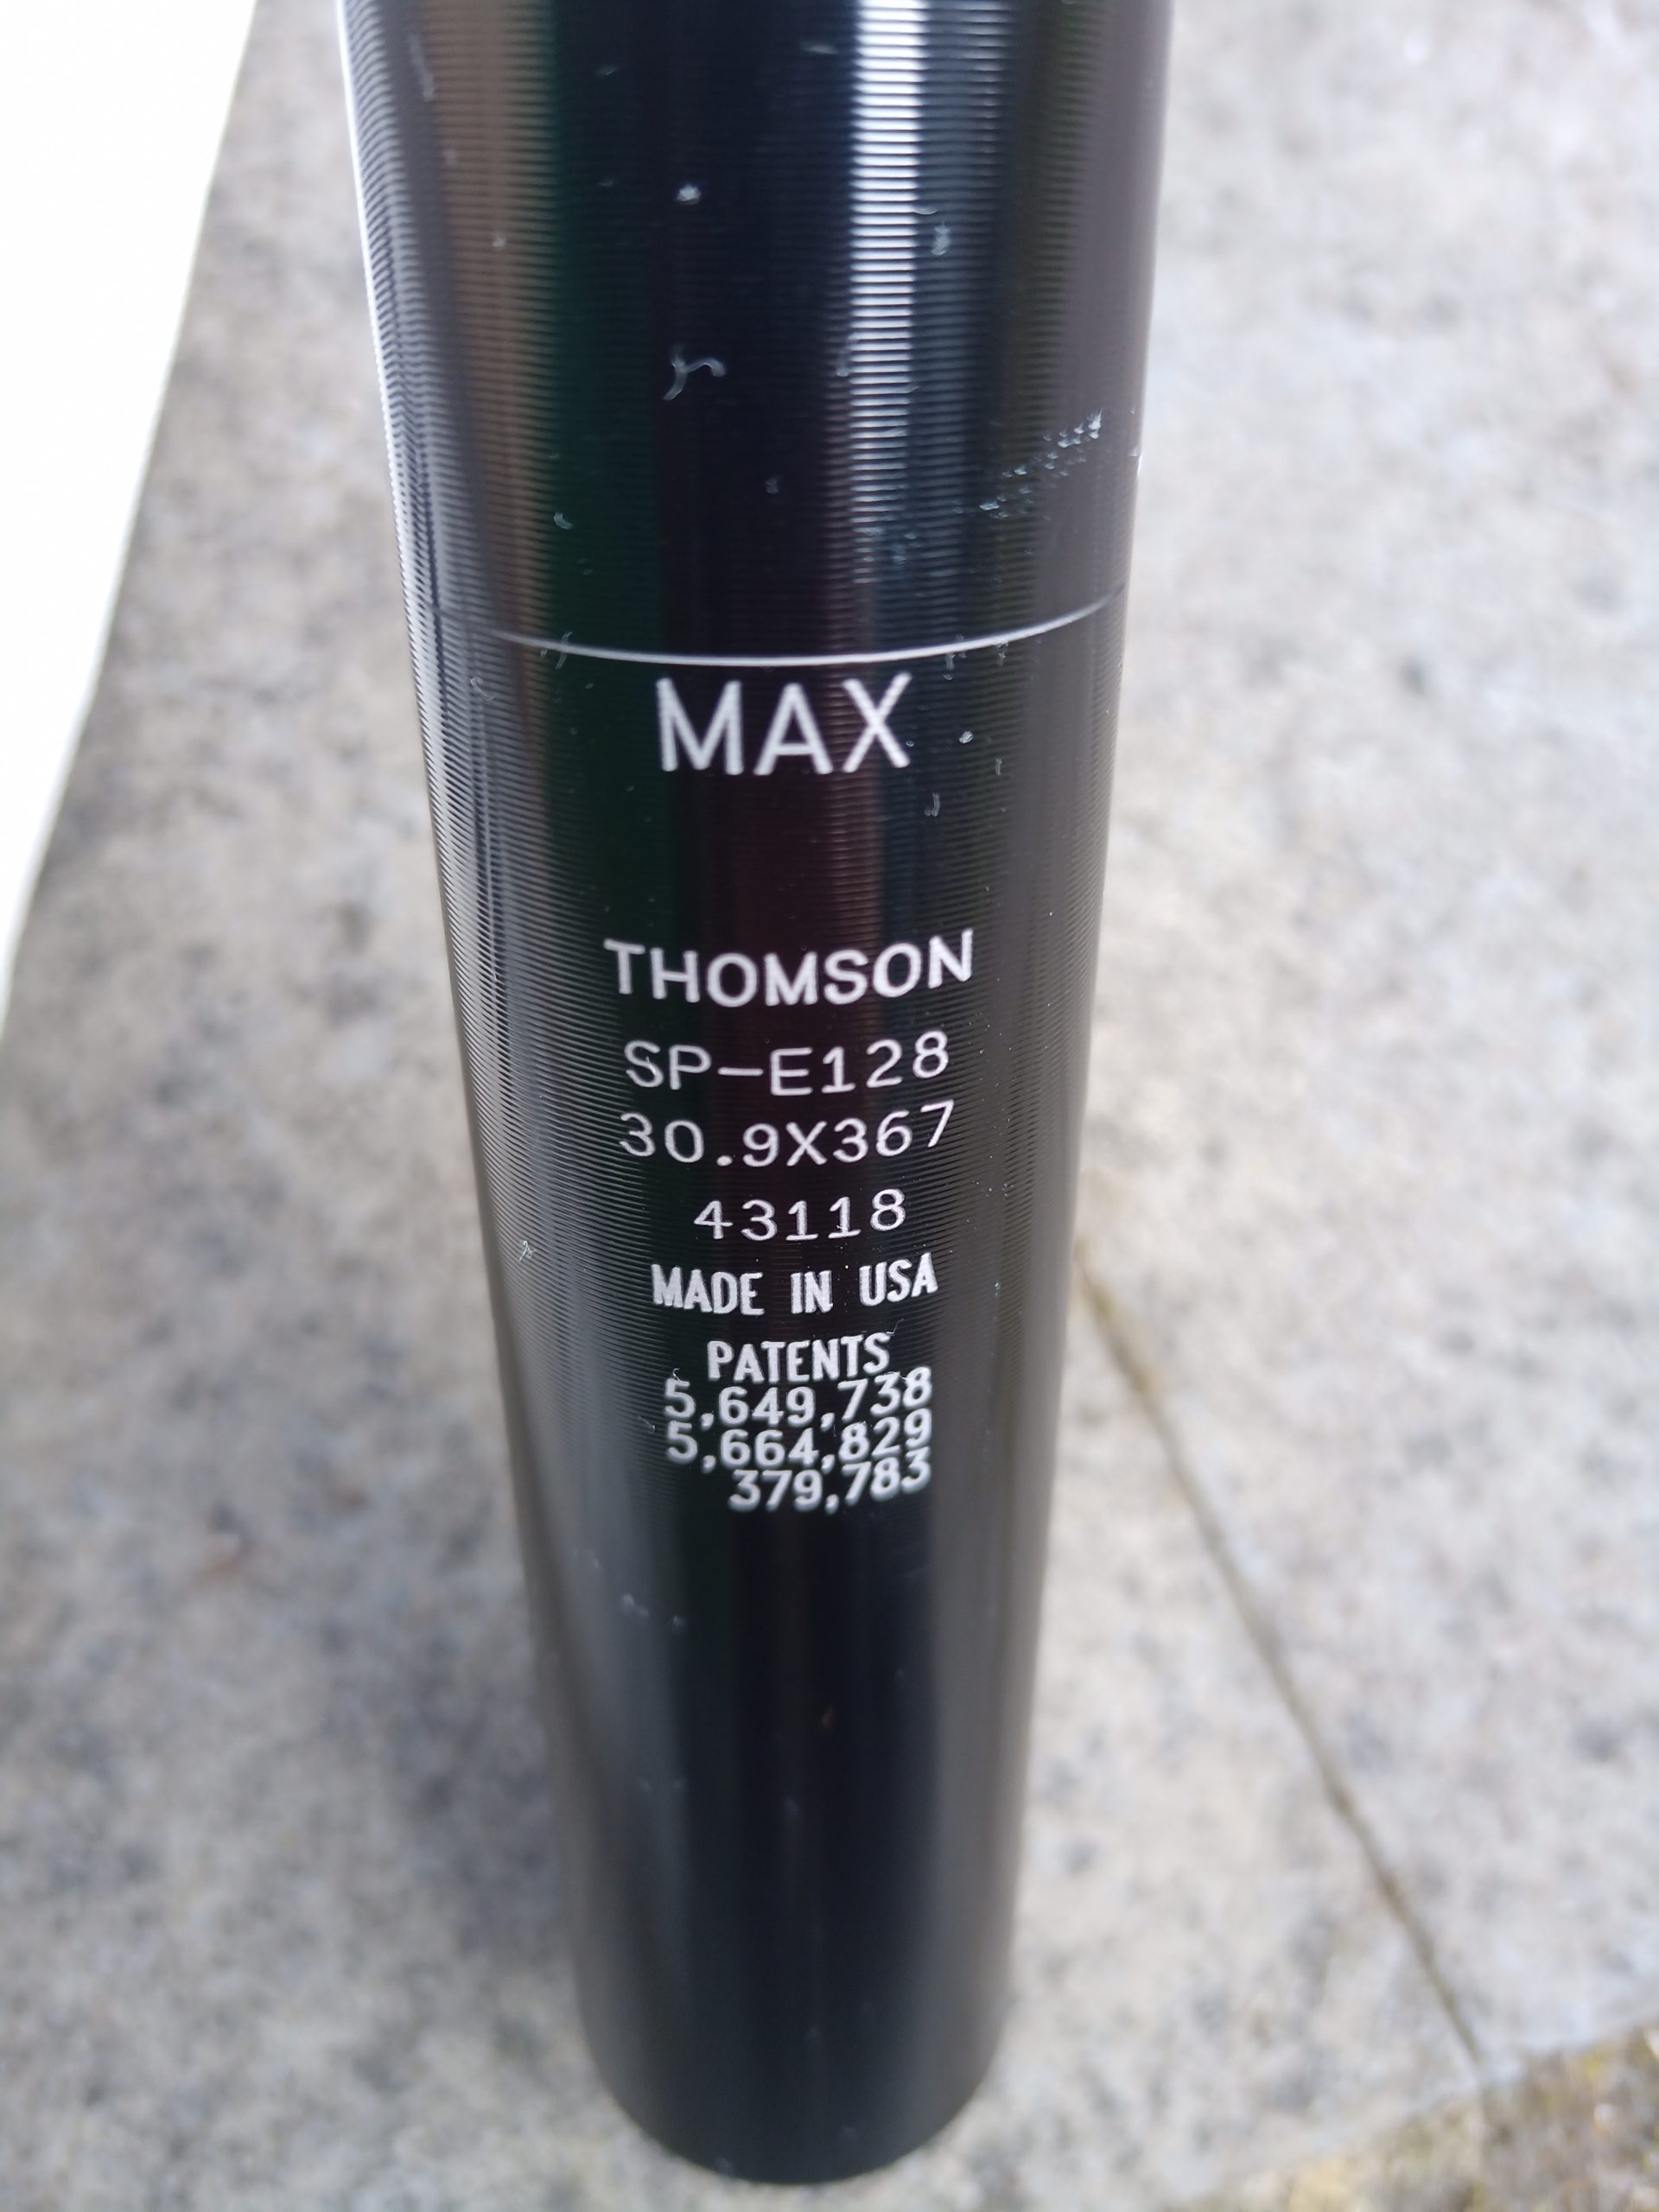 MAX
THOMSON
SP-E128
30.9X367
43118
MADE IN USA
PATENTS
5,649,738
5,664,829
379,783